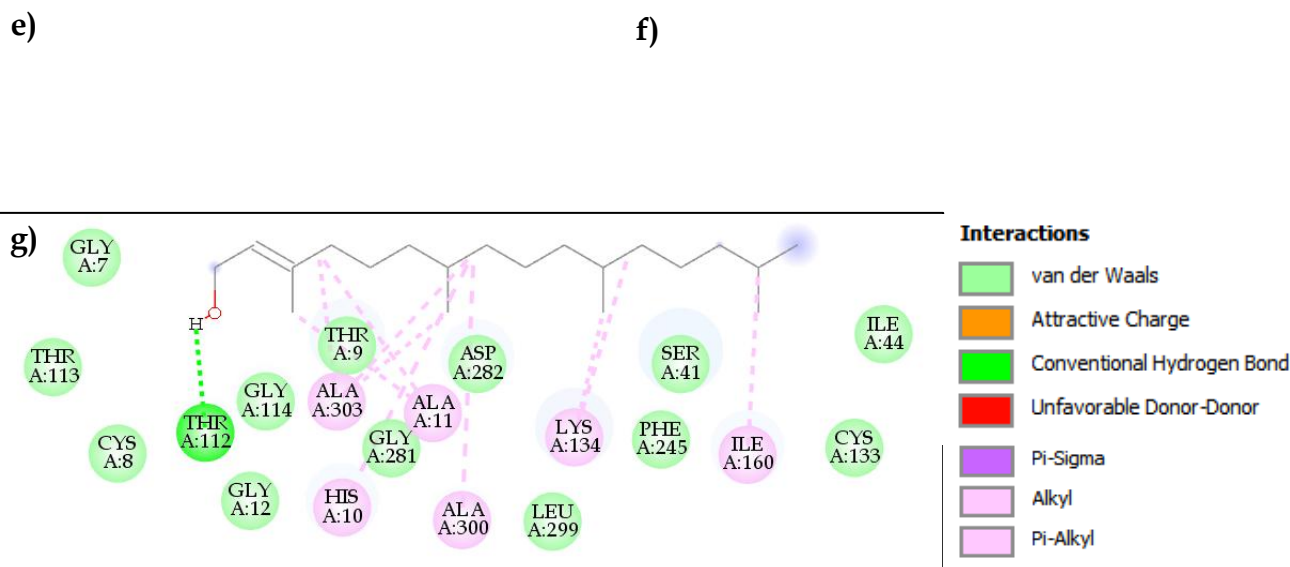 e)
f)
g)
GLY
A:7
H
THR
A:113
CYS
A:8
THR
A:112
GLY
A:114
GLY
A:12
THR
A:9
ALA
A:303
GLY
A:281
HIS
A:10
ALA
A:11
ASP
A:282
ALA
A:300
LEU
A:299
LYS
A:134
SER
A:41
PHE
A:245
ILE
A:160
ILE
A:44
CYS
A:133
Interactions
van der Waals
Attractive Charge
Conventional Hydrogen Bond
Unfavorable Donor-Donor
Pi-Sigma
Alkyl
Pi-Alkyl